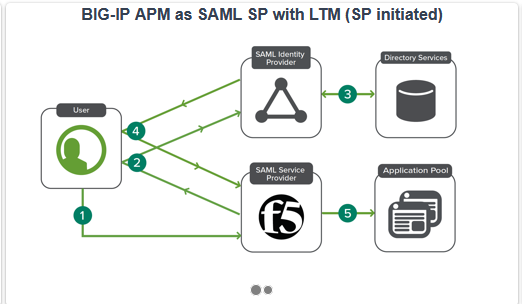 BIG-IP APM as SAML SP with LTM (SP initiated)
SAML Identity
Provider
Directory Services
User
3
4
2
SAML Service
Provider
Application Pool
f5
1
5